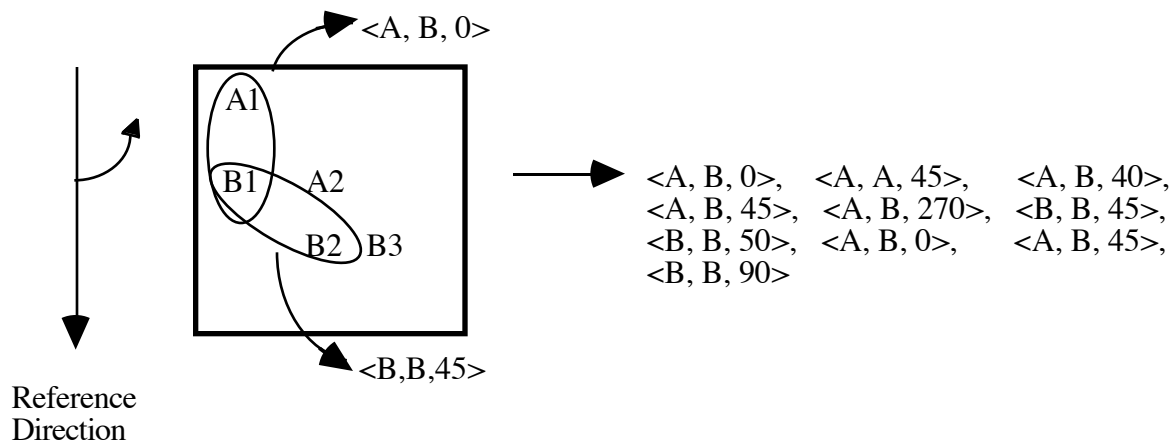 <A, B, 0>
A1
B1 A2
B2 B3
<B,B,45>
Reference
Direction
<A, B, 0>, <A, A, 45>, <A, B, 40>,
<A, B, 45>, <A, B, 270>, <B, B, 45>,
<B, B, 50>, <A, B, 0>, <A, B, 45>,
<B, B, 90>